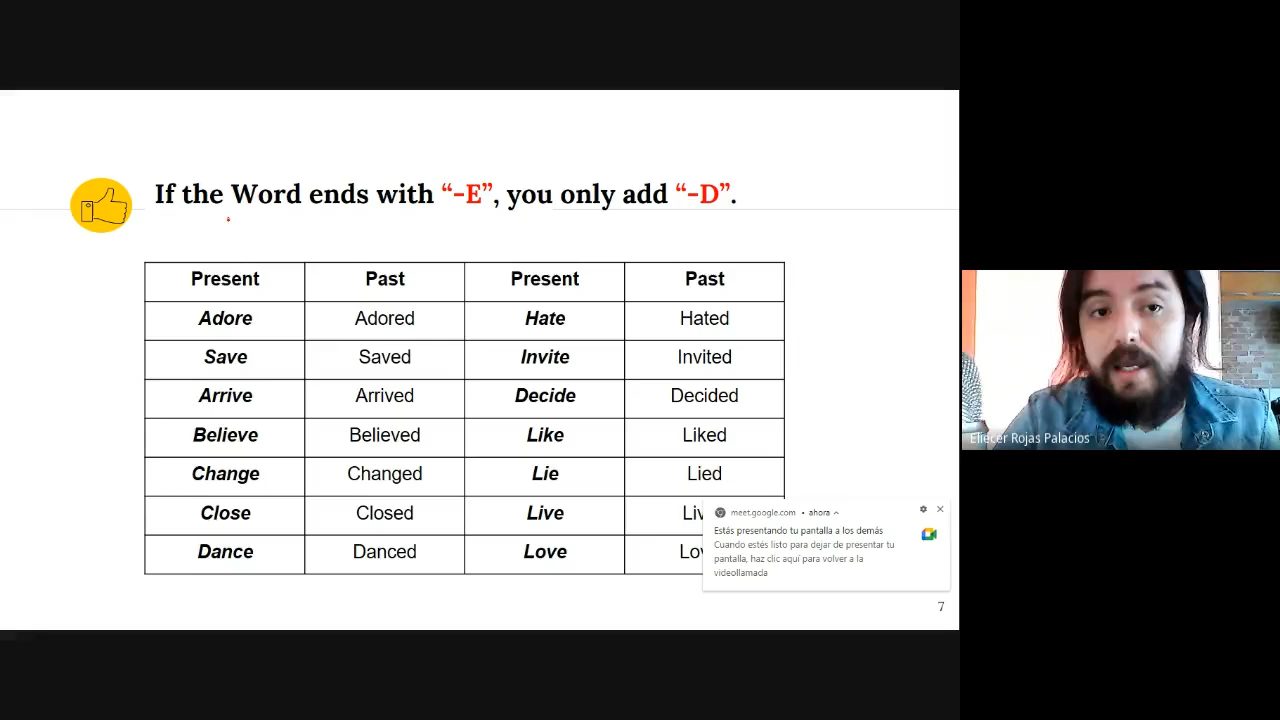 If the Word ends with “-E”, you only add “-D”.
Present Past Present Past
Adore Adored Hate Hated
Save Saved Invite Invited
Arrive Arrived Decide Decided
Believe Believed Like Liked
Change Changed Lie Lied
Close Closed Live
Dance Danced Love
meet.google.com • ahora
Estás presentando tu pantalla a los demás
Cuando estés listo para dejar de presentar tu
pantalla, haz clic aquí para volver a la
videollamada
7
Eliecer Rojas Palacios